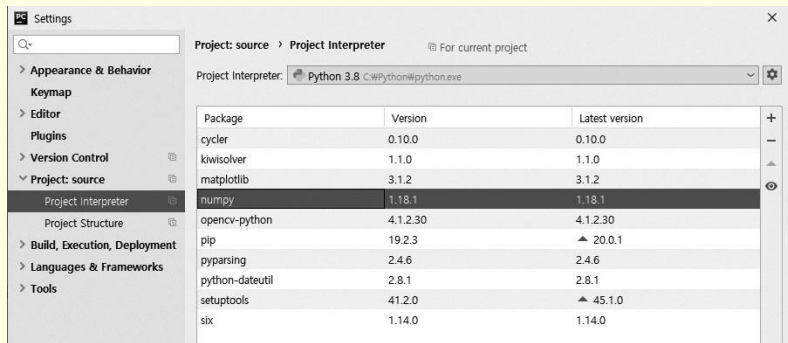 PC Settings
Project: source › Project Interpreter For current project
Project Interpreter: Python 3.8 C:₩Python₩python.exe
Appearance & Behavior
Keymap
Editor
Plugins
Version Control
Project: source
Project Interpreter
Project Structure
Build, Execution, Deployment
Languages & Frameworks
Tools
Package Version Latest version
cycler 0.10.0 0.10.0
kiwisolver 1.1.0 1.1.0
matplotlib 3.1.2 3.1.2
numpy 1.18.1 1.18.1
opencv-python 4.1.2.30 4.1.2.30
pip 19.2.3 ▲ 20.0.1
pyparsing 2.4.6 2.4.6
python-dateutil 2.8.1 2.8.1
setuptools 41.2.0 ▲ 45.1.0
six 1.14.0 1.14.0